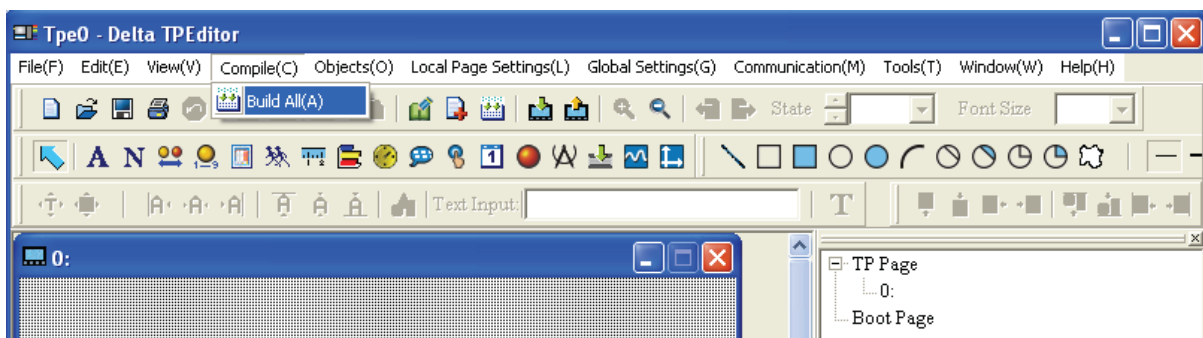 Tpe0 - Delta TPEditor
File(F) Edit(E) View(V) Compile(C) Objects(O) Local Page Settings(L) Global Settings(G) Communication(M) Tools(T) Window(W) Help(H)
Build All(A)
State Font Size
A N
Text Input:
0:
TP Page
0:
Boot Page